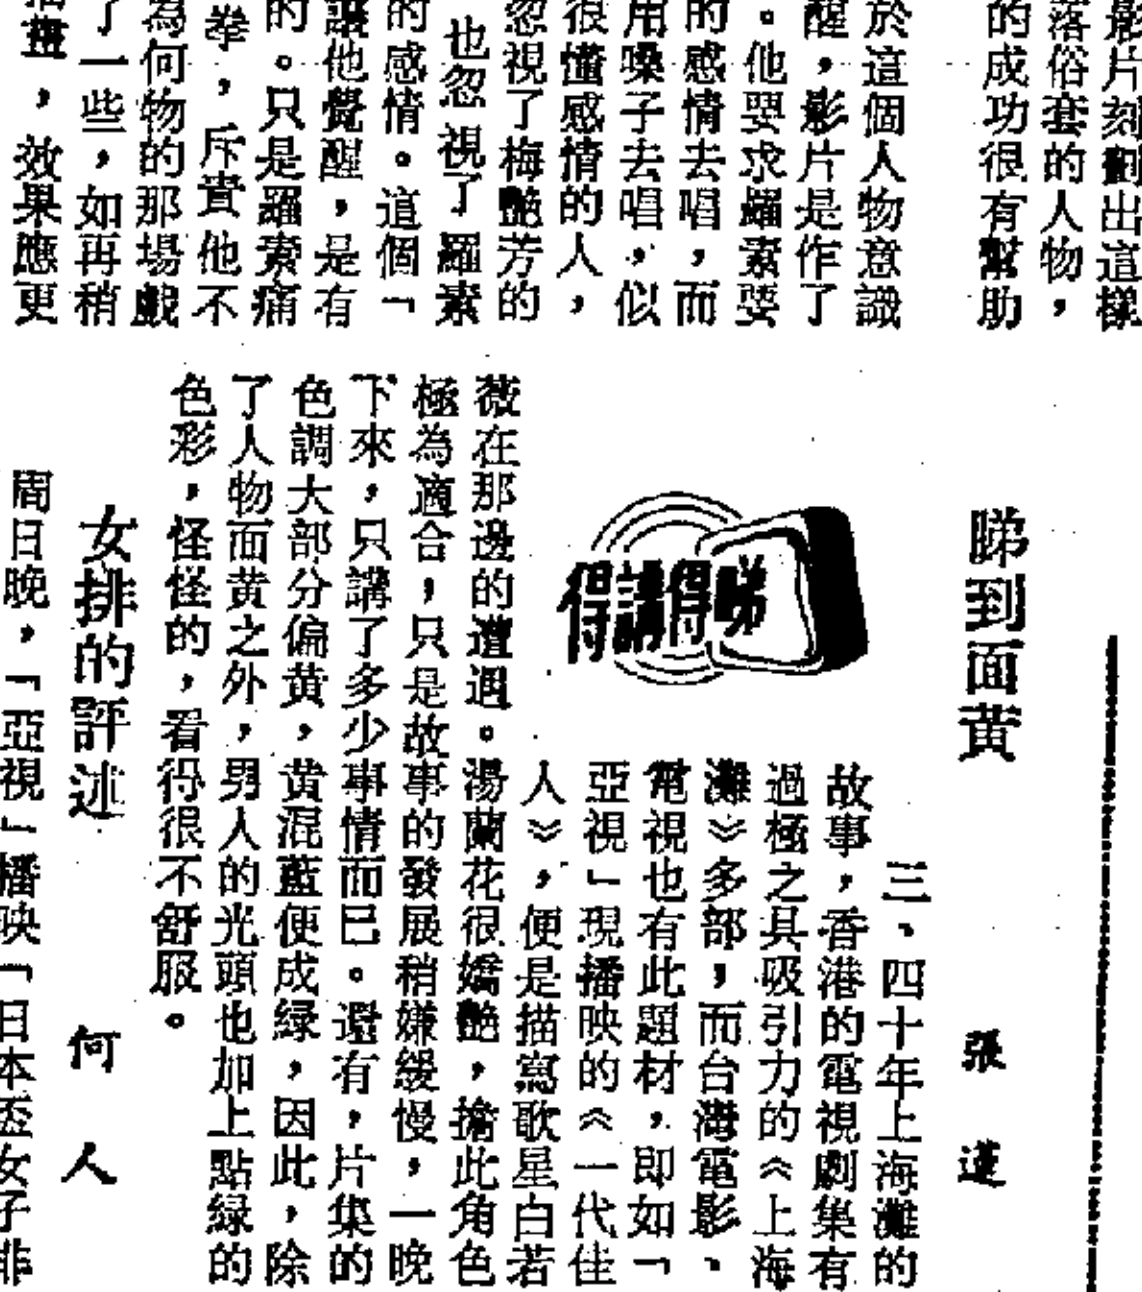 影片刻劃出這樣
落俗套的人物，
的成功很有幫助
於這個人物意識
醒，影片是作了
。他要求羅素要
的感情去唱，而
用嗓子去唱，似
很懂感情的人，
忽視了梅艷芳的
也忽視了羅素
的感情。這個「
讓他覺醒，是有
的。只是羅素痛
拳，斥責他不
為何物的那場戲
了一些，如再稍
，效果應更
睇到面黃
張
睇得講得
三、四十年上海灘的
故事，香港的電視劇集有
過極之具吸引力的《上海
灘》多部，而台灣電影、
電視也有此題材，即如「
亞視」現播映的《一代佳
人》，便是描寫歌星白若
薇在那邊的遭遇。湯蘭花很嬌艷，擔此角色
極為適合，只是故事的發展稍嫌緩慢，一晚
下來，只講了多少事情而已。還有，片集的
色調大部分偏黃，黃混藍便成綠，因此，除
了人物面黃之外，男人的光頭也加上點綠的
色彩，怪怪的，看得很不舒服。
女排的評述
何人
周日晚，「亞視」播映「日本盃女子排